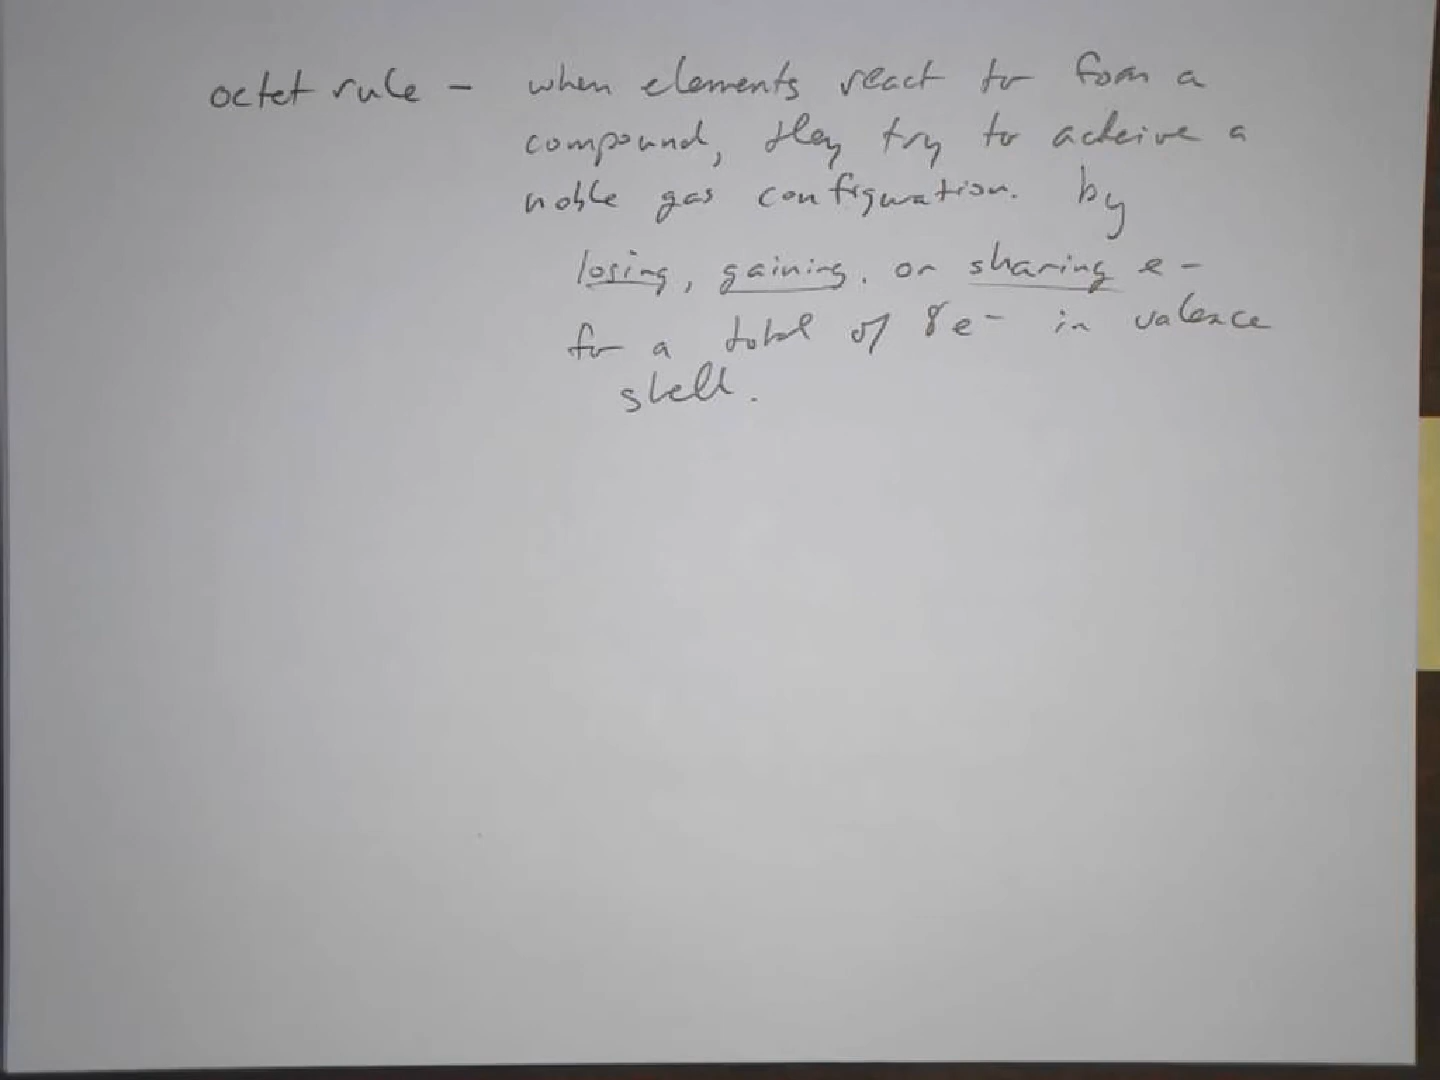 octet rule - when elements react to form a
compound, they try to acheive a
noble gas configuration. by
losing, gaining, or sharing e-
for a total of 8e- in valence
shell.